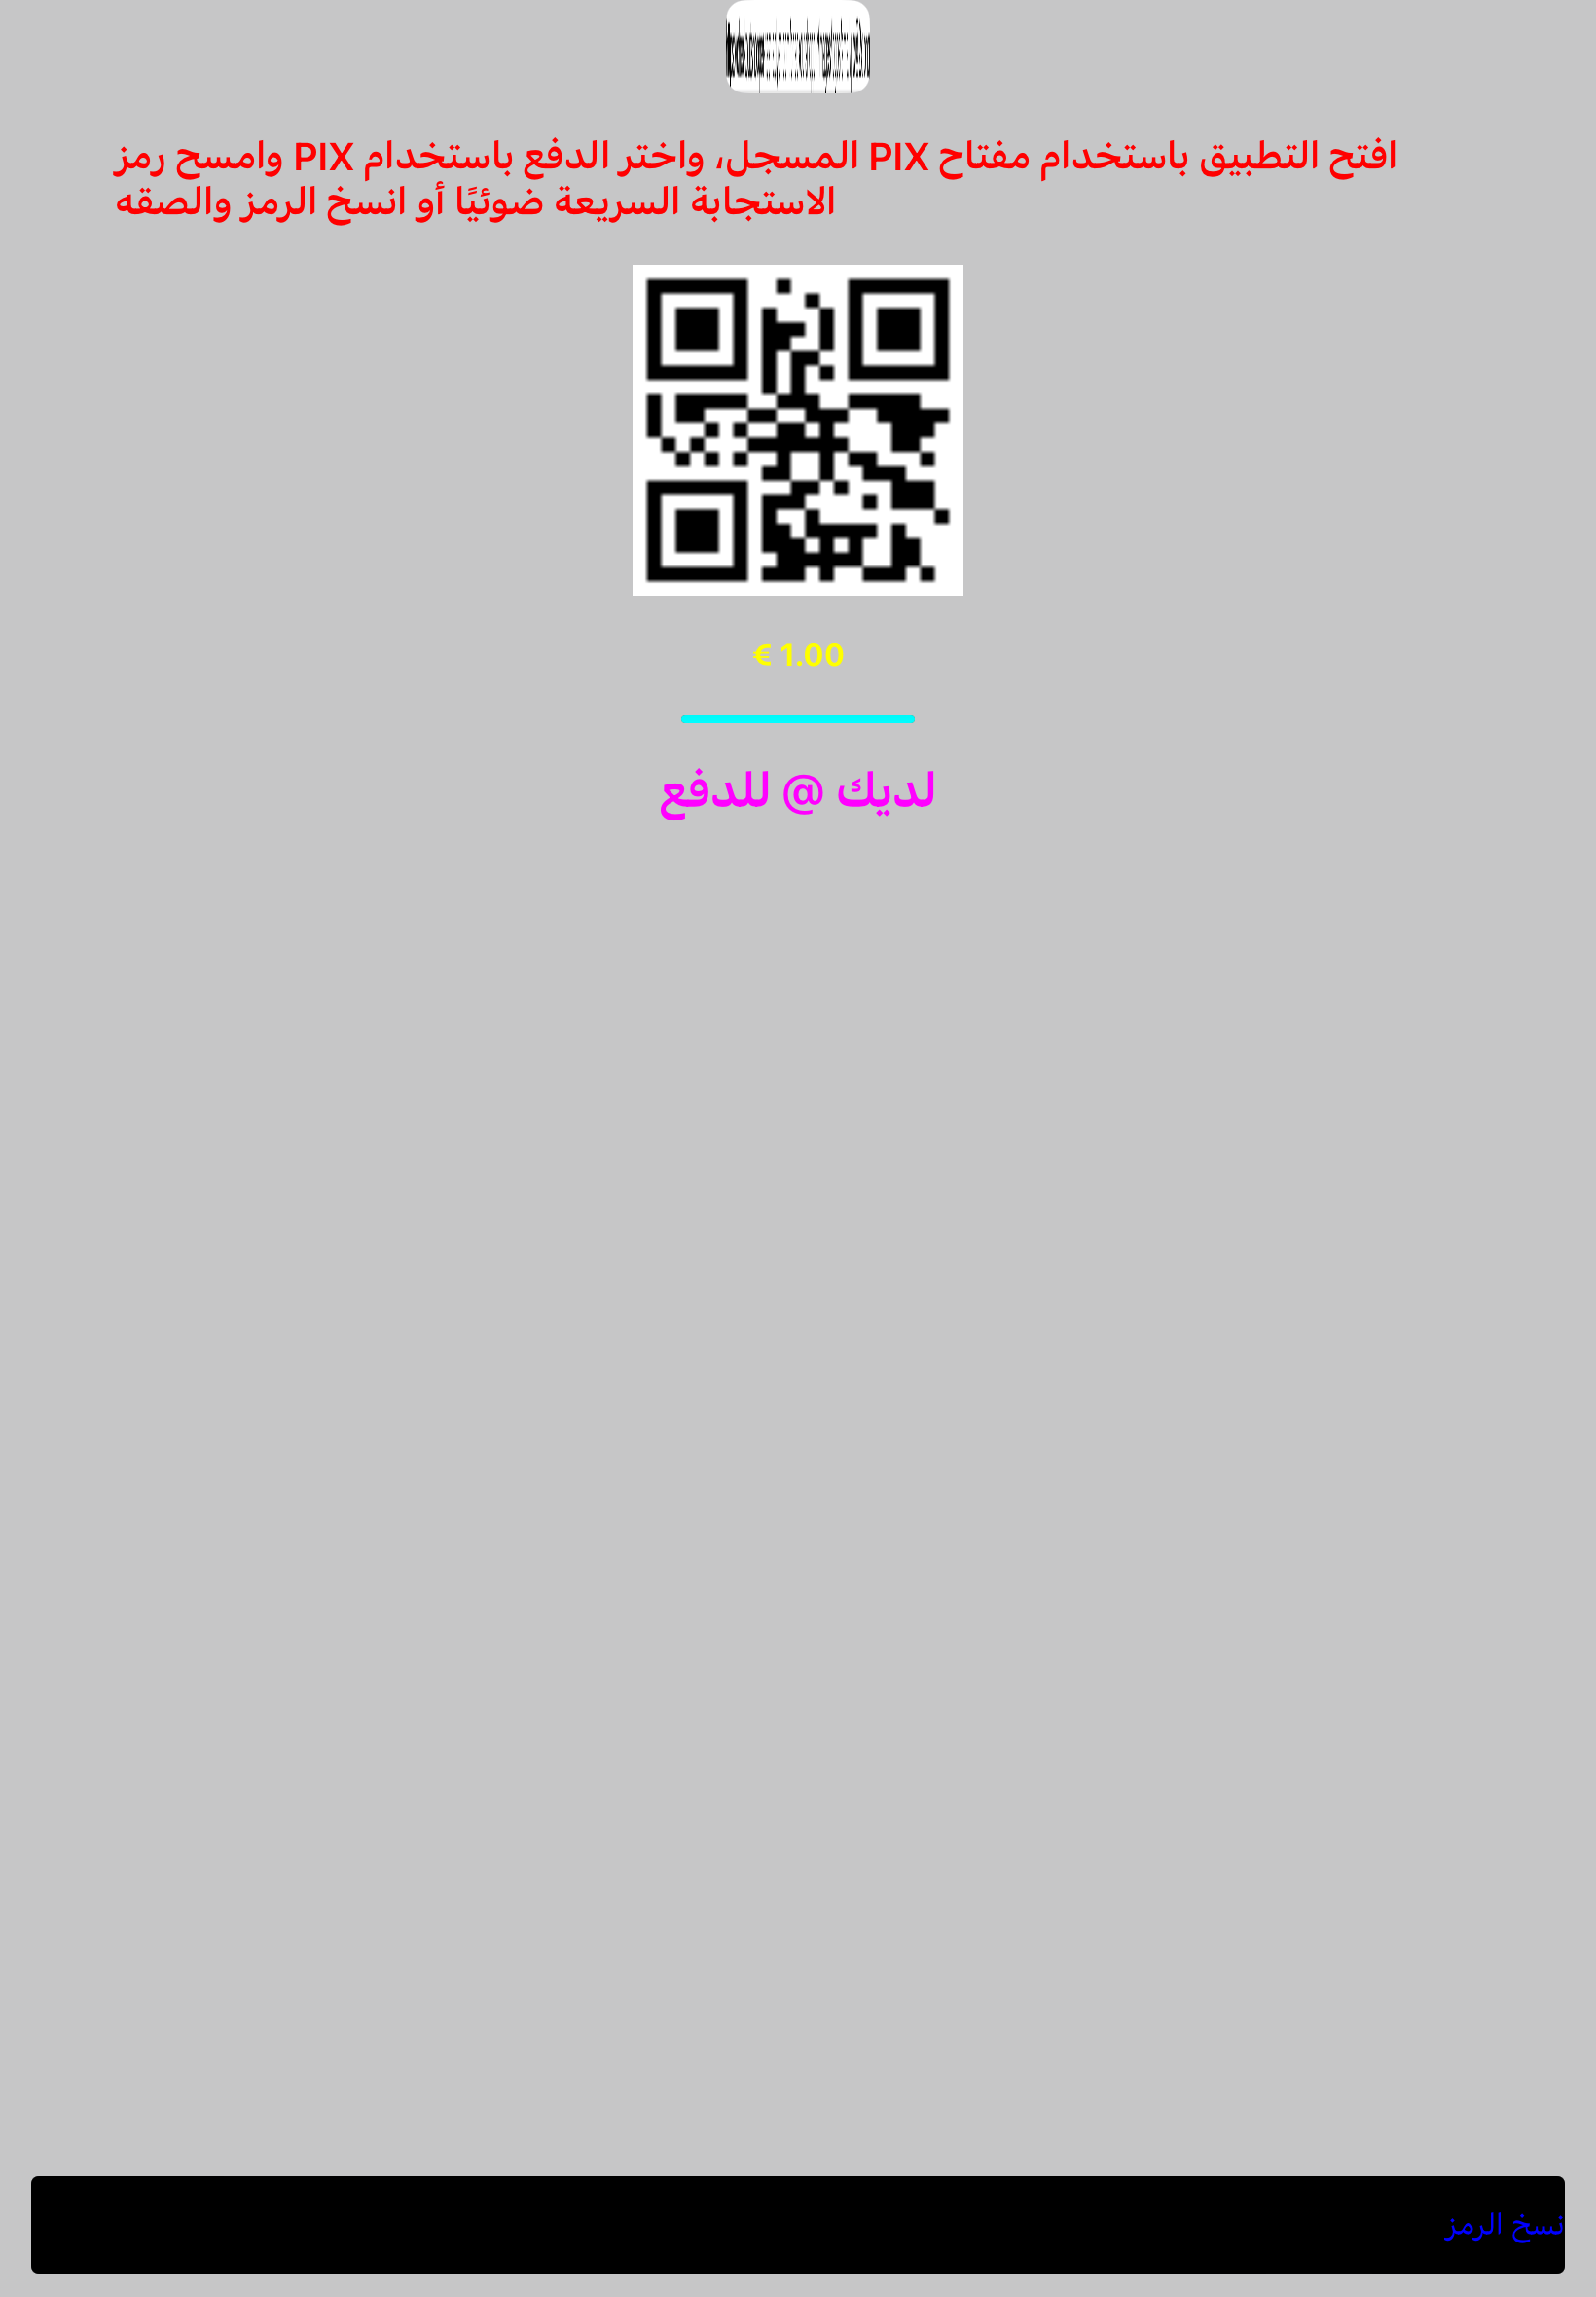 افتح التطبيق باستخدام مفتاح PIX المسجل، واختر الدفع باستخدام PIX وامسح رمز
الاستجابة السريعة ضوئيًا أو انسخ الرمز والصقه
€ 1.00
لديك @ للدفع
نسخ الرمز